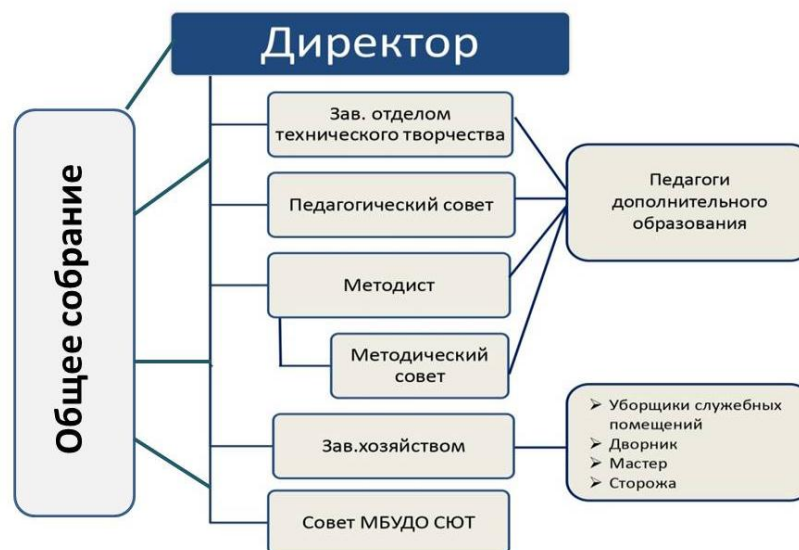 Директор
Общее собрание
Зав. отделом
технического творчества
Педагогический совет
Методист
Методический
совет
Зав.хозяйством
Совет МБУДО СЮТ
Педагоги
дополнительного
образования
➢ Уборщики служебных
помещений
➢ Дворник
➢ Мастер
➢ Сторожа